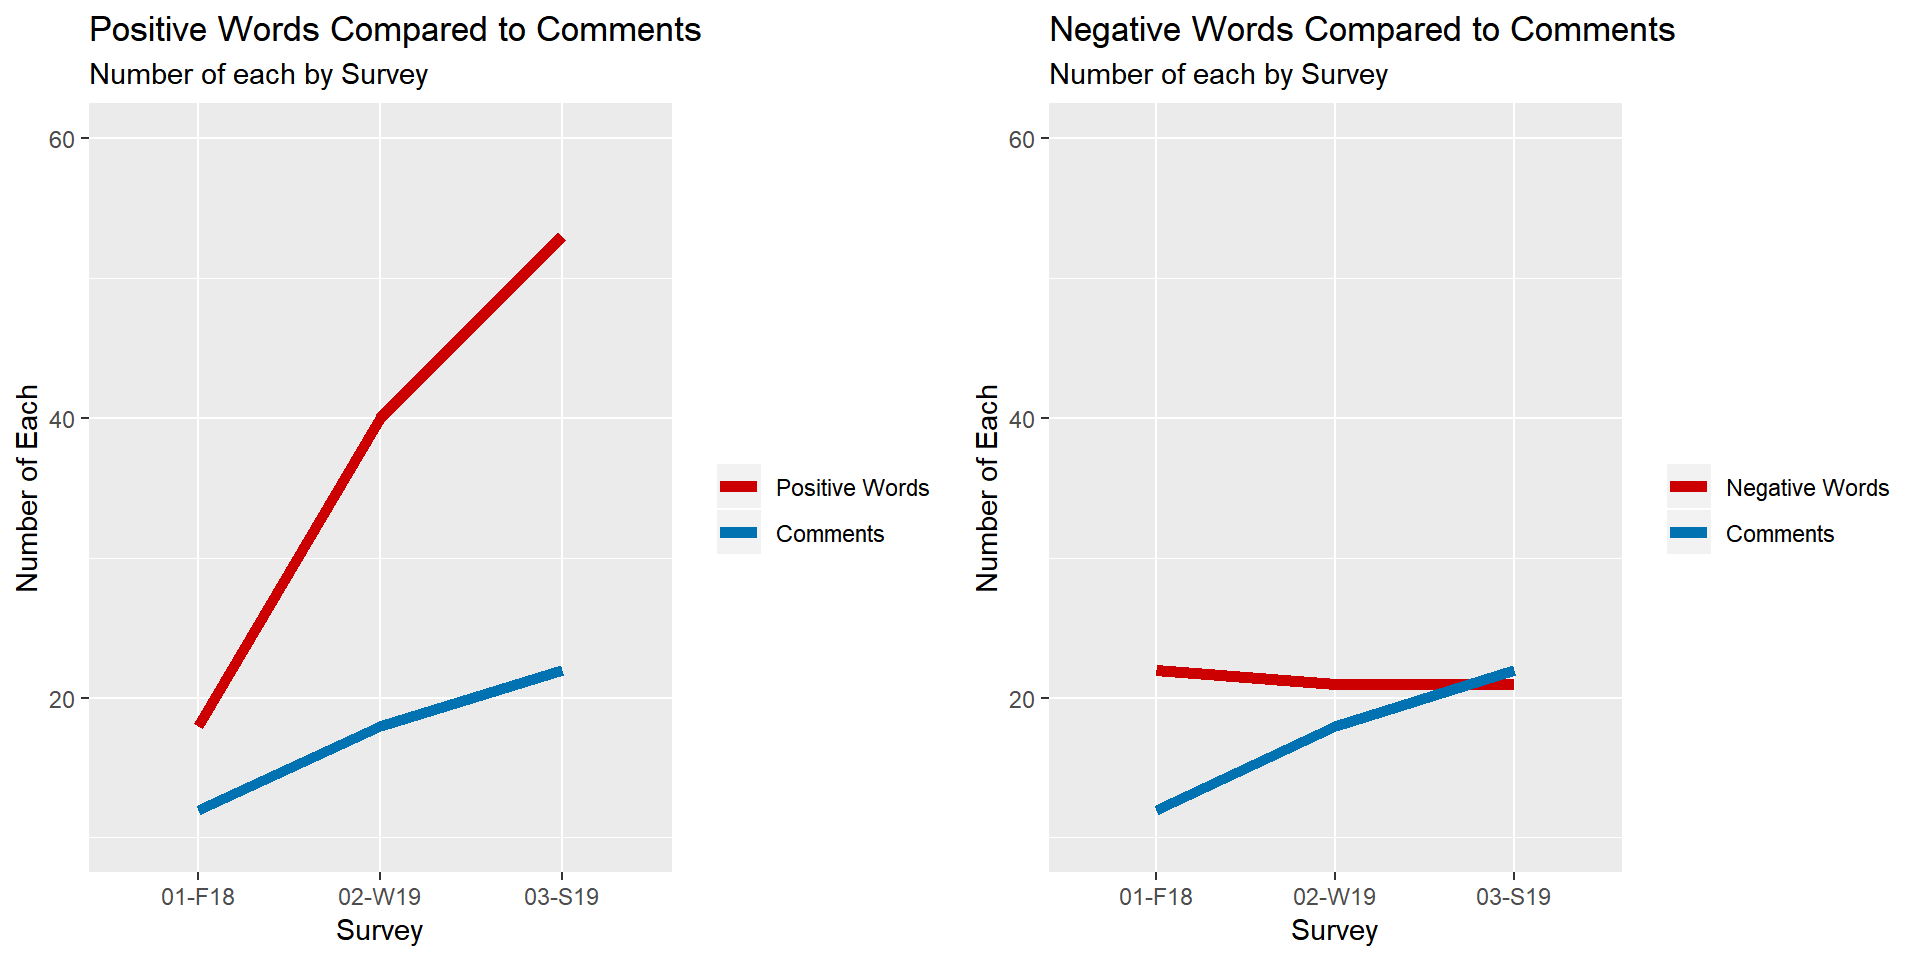 Positive Words Compared to Comments
Number of each by Survey
Number of Each
60
40
20
01-F18 02-W19 03-S19
Survey
Positive Words
Comments
Negative Words Compared to Comments
Number of each by Survey
Number of Each
60
40
20
01-F18 02-W19 03-S19
Survey
Negative Words
Comments